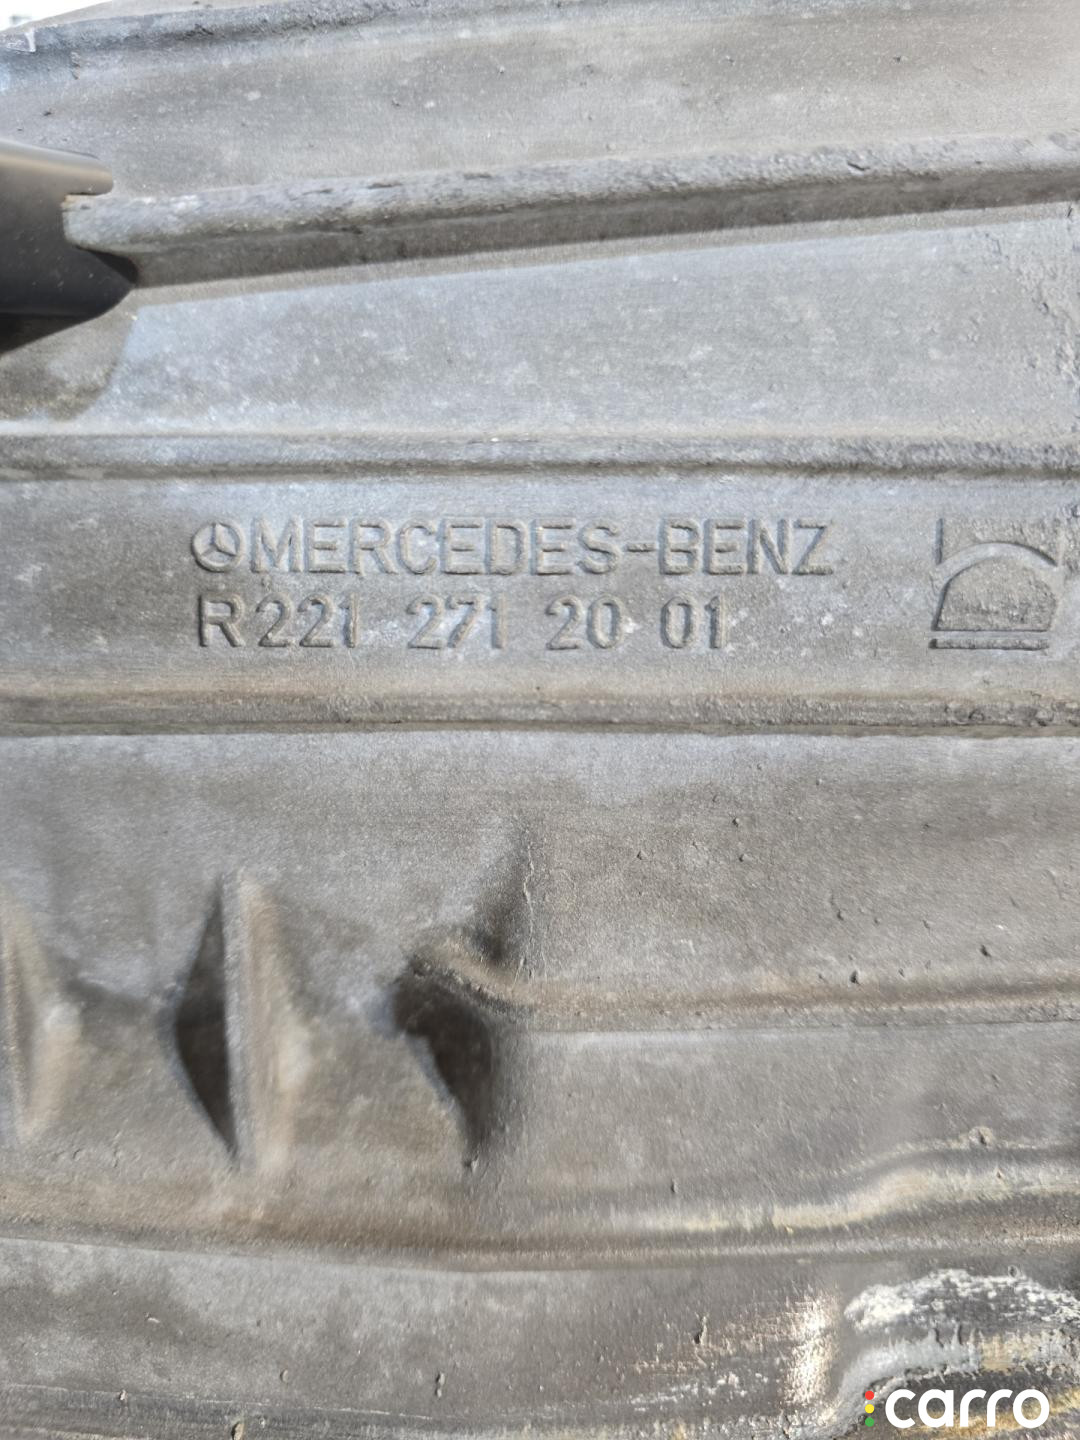 MERCEDES-BENZ
R221 271 20 01
carro